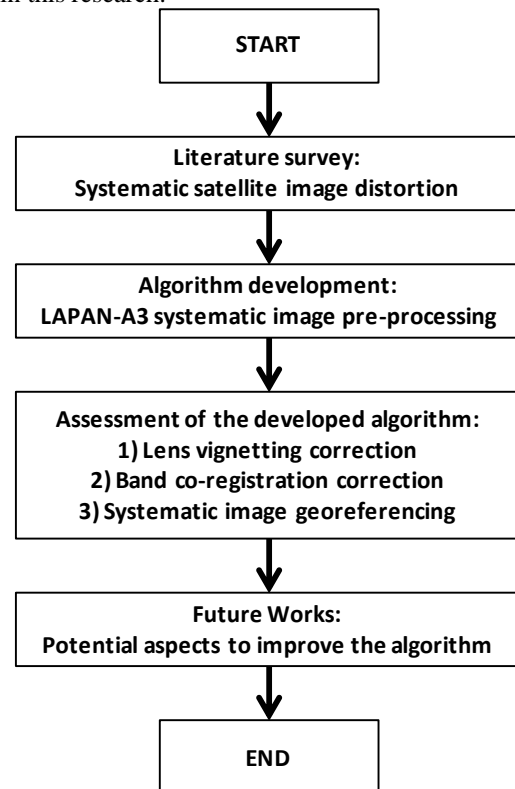 in this research.
START
Literature survey:
Systematic satellite image distortion
Algorithm development:
LAPAN-A3 systematic image pre-processing
Assessment of the developed algorithm:
1) Lens vignetting correction
2) Band co-registration correction
3) Systematic image georeferencing
Future Works:
Potential aspects to improve the algorithm
END